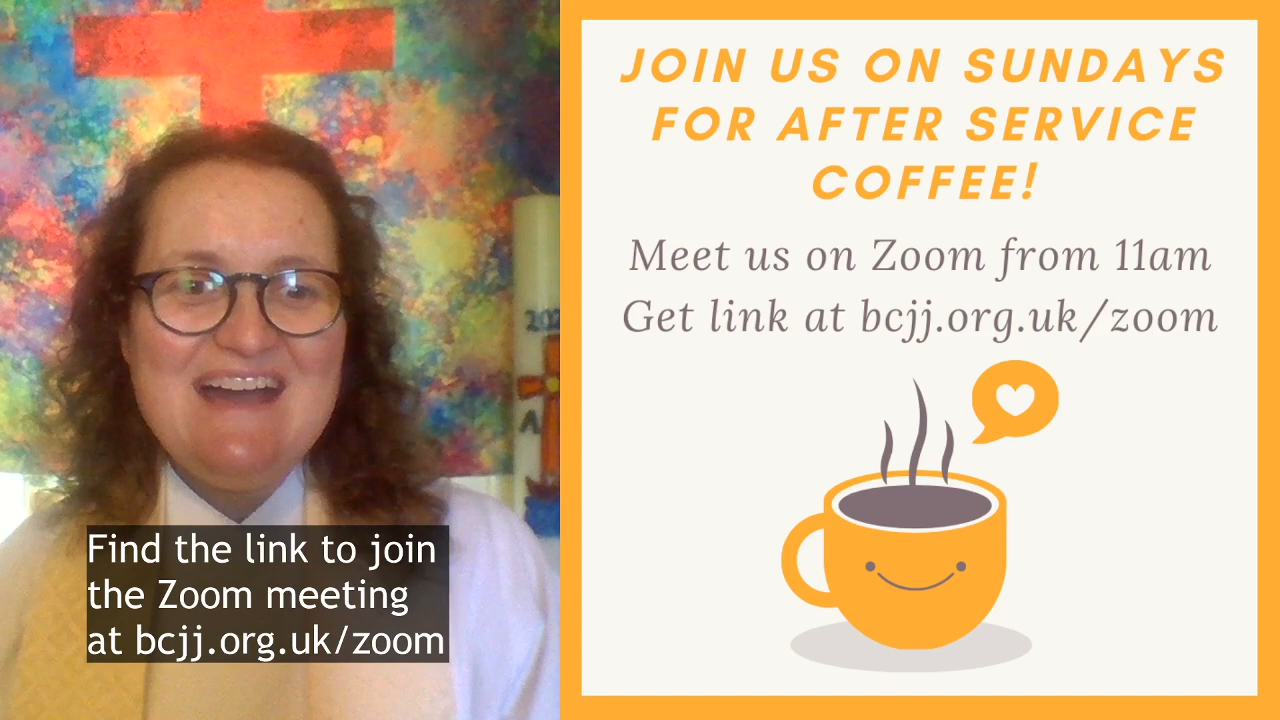 Find the link to join
the Zoom meeting
at bcjj.org.uk/zoom
JOIN US ON SUNDAYS
FOR AFTER SERVICE
COFFEE!
Meet us on Zoom from 11am
Get link at bcjj.org.uk/zoom
A